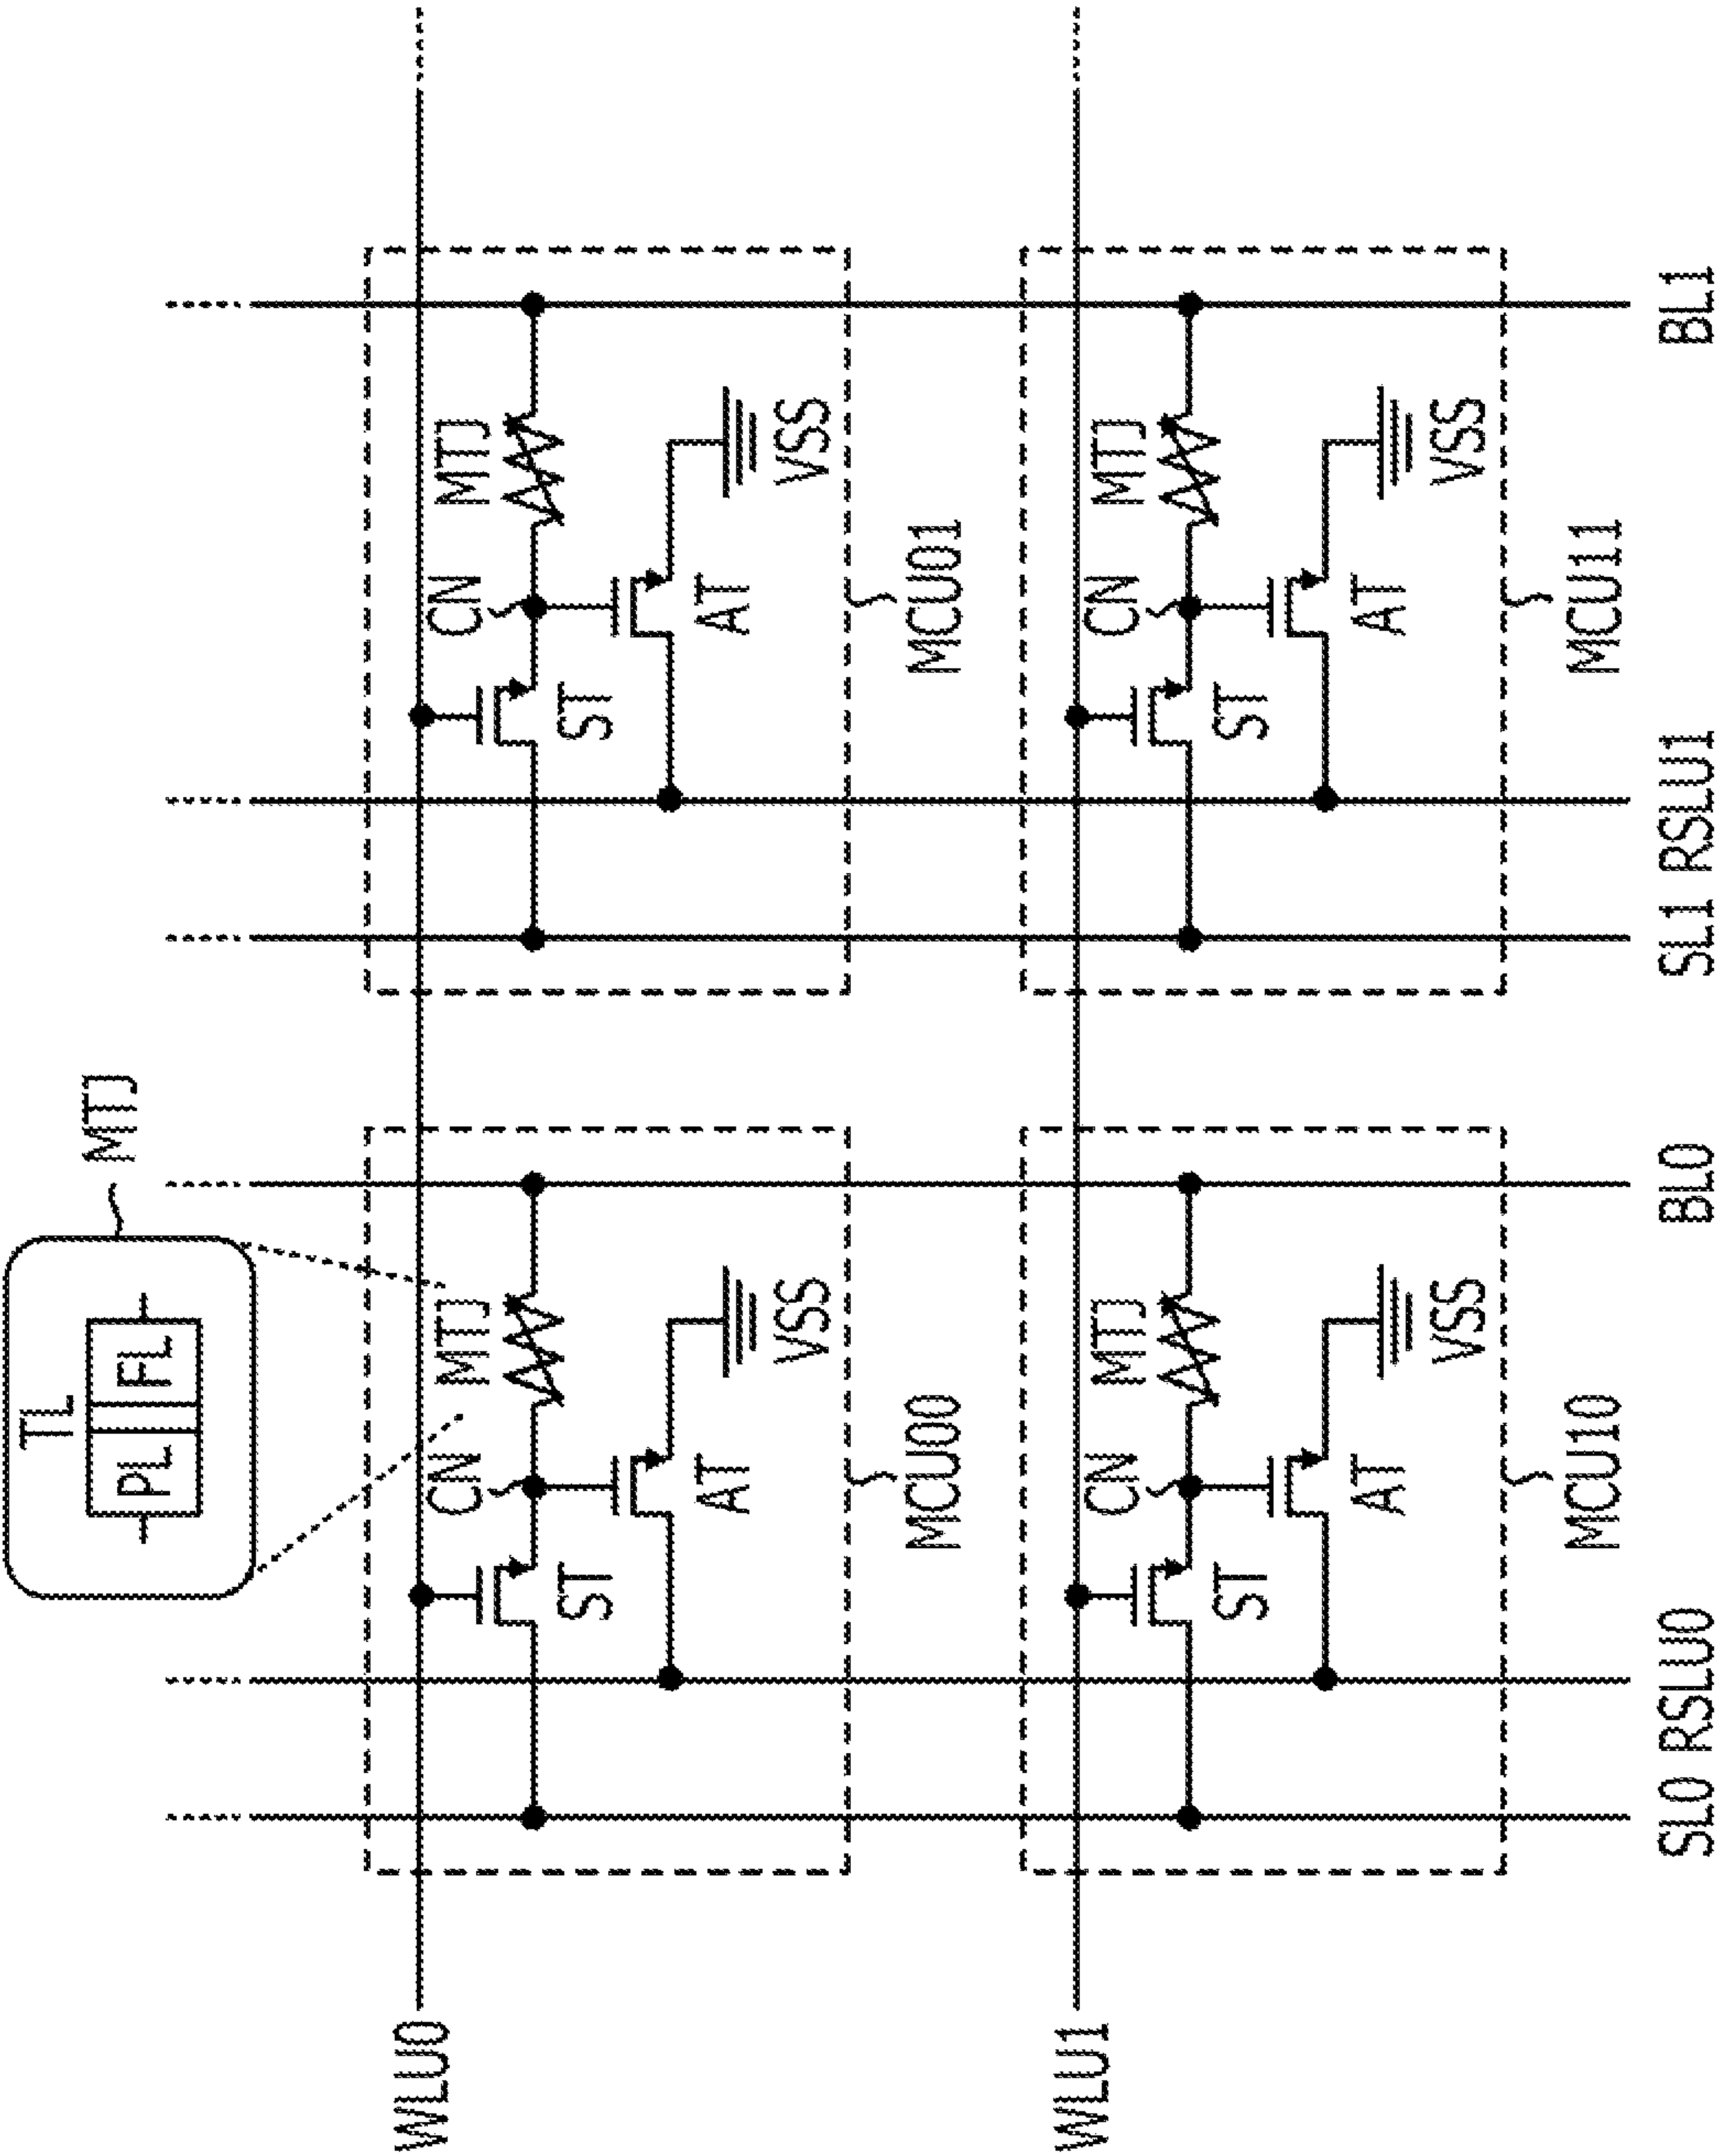 TL
PL
FL
MTJ
WLU0
CN
MTJ
ST
AT
VSS
MCU00
CN
MTJ
ST
AT
VSS
MCU01
WLU1
CN
MTJ
ST
AT
VSS
MCU10
CN
MTJ
ST
AT
VSS
MCU11
SL0 RSLU0
BL0
SL1 RSLU1
BL1